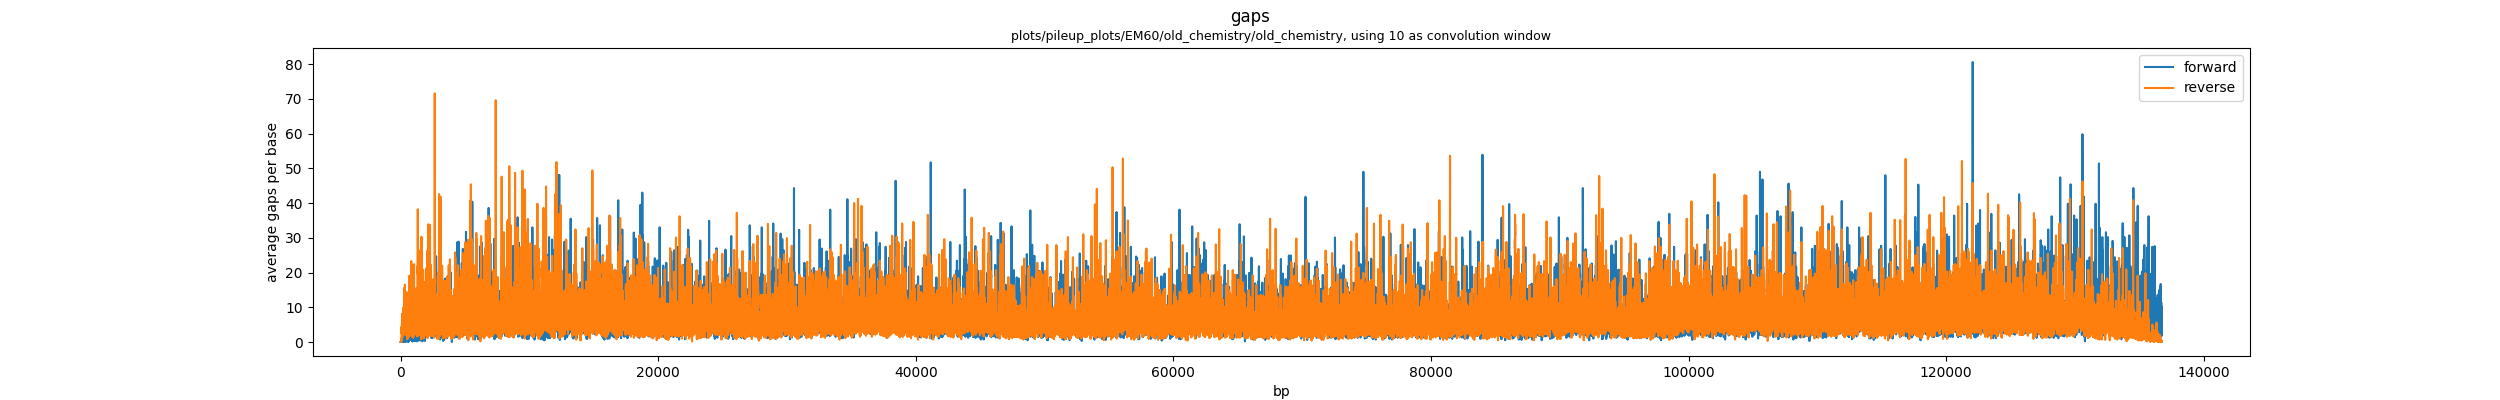 gaps
plots/pileup_plots/EM60/old_chemistry/old_chemistry, using 10 as convolution window
average gaps per base
80
70
60
50
40
30
20
10
0
forward
reverse
0 20000 40000 60000 80000 100000 120000 140000
bp